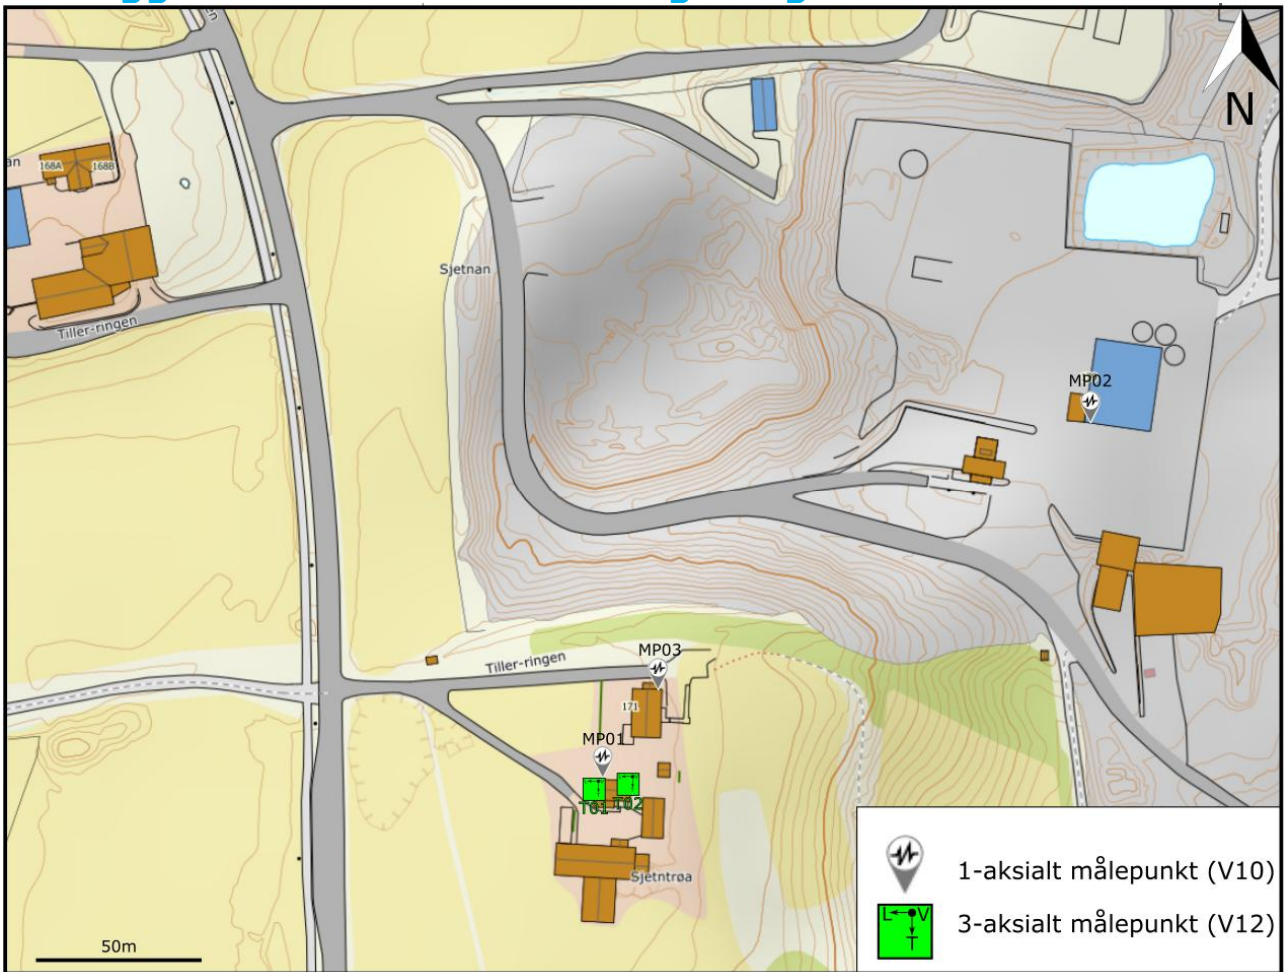 N
168A
168B
Sjetnan
Tiller-ringen
MP02
MP03
Tiller-ringen
171
MP01
T01
T02
Sjetntrøa
50m
1-aksialt målepunkt (V10)
L V
T
3-aksialt målepunkt (V12)